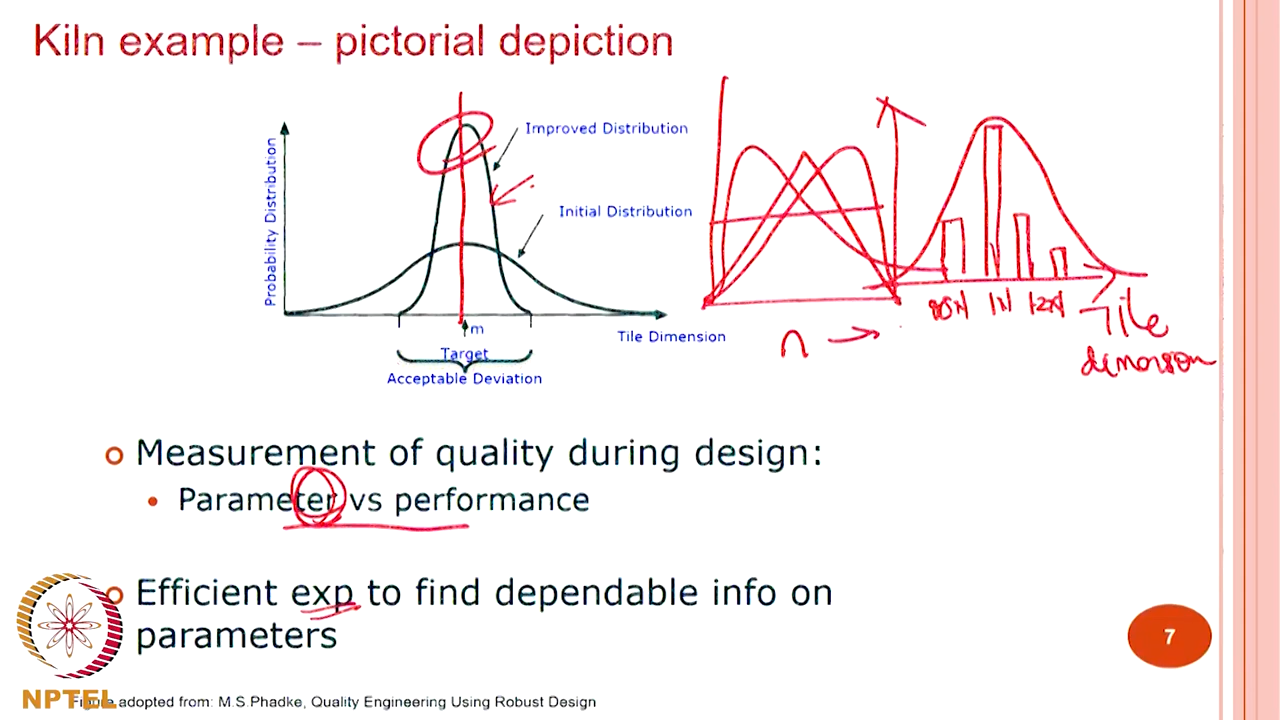 Kiln example – pictorial depiction
Probability Distribution
Improved Distribution
Initial Distribution
m
Target
Acceptable Deviation
Tile Dimension
n
1N
Tile
Measurement of quality during design:
Parameter vs performance
Efficient exp to find dependable info on
parameters
7
NPTEL
adopted from: M.S.Phadke, Quality Engineering Using Robust Design